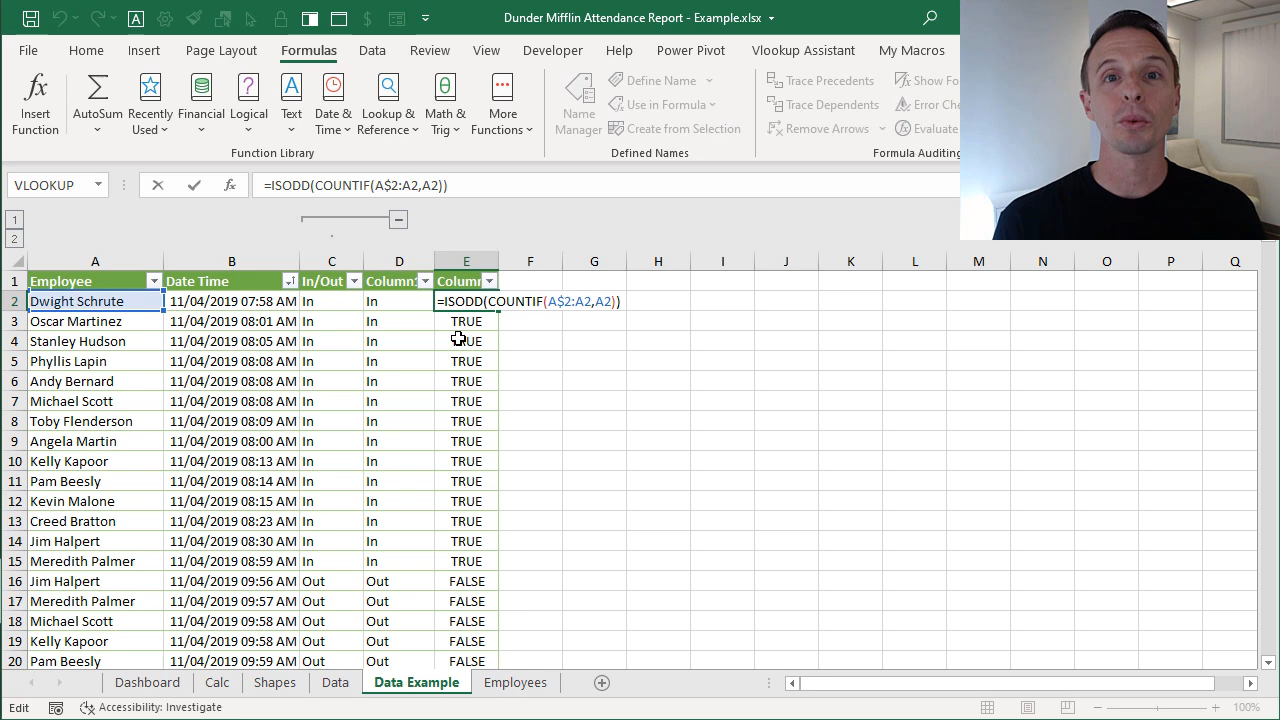 Dunder Mifflin Attendance Report - Example.xlsx
File Home Insert Page Layout Formulas Data Review View Developer Help Power Pivot Vlookup Assistant My Macros
Insert Function
AutoSum
Recently Used
Financial
Logical
Text
Date & Time
Lookup & Reference
Math & Trig
More Functions
Name Manager
Define Name
Use in Formula
Create from Selection
Trace Precedents
Trace Dependents
Remove Arrows
Show Fo
Error Che
Evaluate
Function Library Defined Names Formula Auditing
VLOOKUP fx =ISODD(COUNTIF(A$2:A2,A2))
1
2
A B C D E F G H I J K L M N O P Q
1 Employee Date Time In/Out Column Colum
2 Dwight Schrute 11/04/2019 07:58 AM In In =ISODD(COUNTIF(A$2:A2,A2))
3 Oscar Martinez 11/04/2019 08:01 AM In In TRUE
4 Stanley Hudson 11/04/2019 08:05 AM In In TRUE
5 Phyllis Lapin 11/04/2019 08:08 AM In In TRUE
6 Andy Bernard 11/04/2019 08:08 AM In In TRUE
7 Michael Scott 11/04/2019 08:08 AM In In TRUE
8 Toby Flenderson 11/04/2019 08:09 AM In In TRUE
9 Angela Martin 11/04/2019 08:00 AM In In TRUE
10 Kelly Kapoor 11/04/2019 08:13 AM In In TRUE
11 Pam Beesly 11/04/2019 08:14 AM In In TRUE
12 Kevin Malone 11/04/2019 08:15 AM In In TRUE
13 Creed Bratton 11/04/2019 08:23 AM In In TRUE
14 Jim Halpert 11/04/2019 08:30 AM In In TRUE
15 Meredith Palmer 11/04/2019 08:59 AM In In TRUE
16 Jim Halpert 11/04/2019 09:56 AM Out Out FALSE
17 Meredith Palmer 11/04/2019 09:57 AM Out Out FALSE
18 Michael Scott 11/04/2019 09:58 AM Out Out FALSE
19 Kelly Kapoor 11/04/2019 09:58 AM Out Out FALSE
20 Pam Beesly 11/04/2019 09:59 AM Out Out FALSE
Dashboard Calc Shapes Data Data Example Employees
Edit Accessibility: Investigate 100%